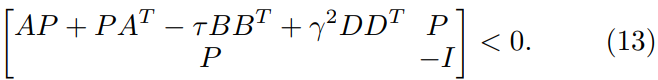 [AP + PA^T − τBB^T + γ^2DD^T  P
P  −I] < 0.  (13)